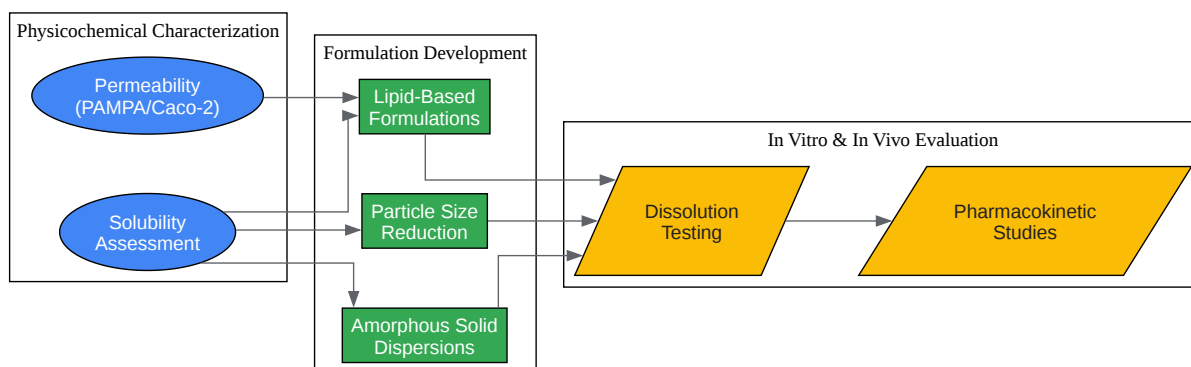 Physicochemical Characterization
Permeability
(PAMPA/Caco-2)
Solubility
Assessment
Formulation Development
Lipid-Based
Formulations
Particle Size
Reduction
Amorphous Solid
Dispersions
In Vitro & In Vivo Evaluation
Dissolution
Testing
Pharmacokinetic
Studies